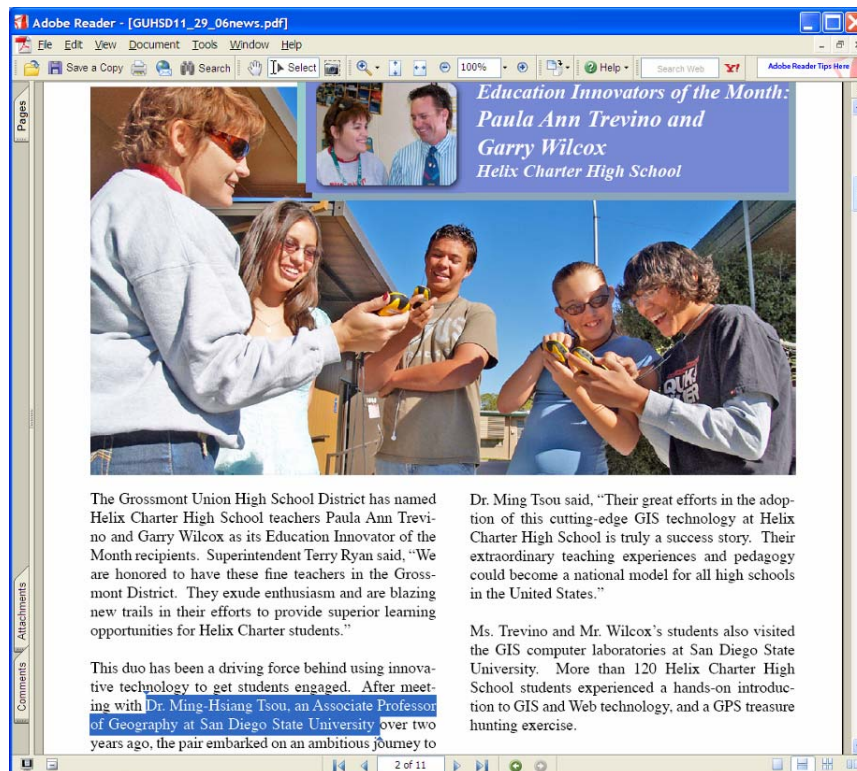 Adobe Reader - [GUHSD11_29_06news.pdf]
File Edit View Document Tools Window Help
Save a Copy Search Select 100% Help Search Web Y! Adobe Reader Tips Here
Pages
Education Innovators of the Month:
Paula Ann Trevino and
Garry Wilcox
Helix Charter High School
The Grossmont Union High School District has named
Helix Charter High School teachers Paula Ann Trevi-
no and Garry Wilcox as its Education Innovator of the
Month recipients. Superintendent Terry Ryan said, “We
are honored to have these fine teachers in the Gross-
mont District. They exude enthusiasm and are blazing
new trails in their efforts to provide superior learning
opportunities for Helix Charter students.”
This duo has been a driving force behind using innova-
tive technology to get students engaged. After meet-
ing with Dr. Ming-Hsiang Tsou, an Associate Professor
of Geography at San Diego State University over two
years ago, the pair embarked on an ambitious journey to
Dr. Ming Tsou said, “Their great efforts in the adop-
tion of this cutting-edge GIS technology at Helix
Charter High School is truly a success story. Their
extraordinary teaching experiences and pedagogy
could become a national model for all high schools
in the United States.”
Ms. Trevino and Mr. Wilcox’s students also visited
the GIS computer laboratories at San Diego State
University. More than 120 Helix Charter High
School students experienced a hands-on introduc-
tion to GIS and Web technology, and a GPS treasure
hunting exercise.
Attachments
Comments
2 of 11